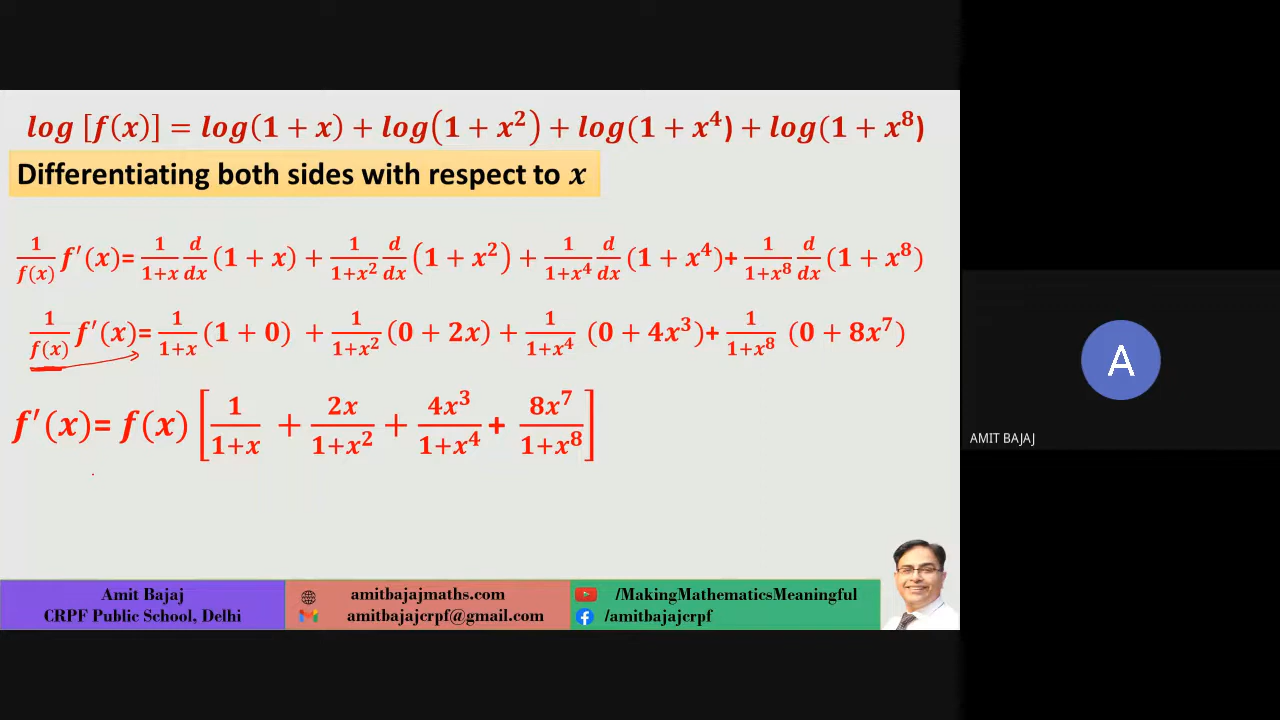 log [f(x)] = log(1 + x) + log(1 + x²) + log(1 + x⁴) + log(1 + x⁸)
Differentiating both sides with respect to x
1/f(x) f′(x)= 1/1+x d/dx (1 + x) + 1/1+x² d/dx (1 + x²) + 1/1+x⁴ d/dx (1 + x⁴)+ 1/1+x⁸ d/dx (1 + x⁸)
1/f(x) f′(x)= 1/1+x (1 + 0) + 1/1+x² (0 + 2x) + 1/1+x⁴ (0 + 4x³)+ 1/1+x⁸ (0 + 8x⁷)
f′(x)= f(x) [1/1+x + 2x/1+x² + 4x³/1+x⁴ + 8x⁷/1+x⁸]
A
AMIT BAJAJ
Amit Bajaj
CRPF Public School, Delhi
amitbajajmaths.com
amitbajajcrpf@gmail.com
/MakingMathematicsMeaningful
/amitbajajcrpf